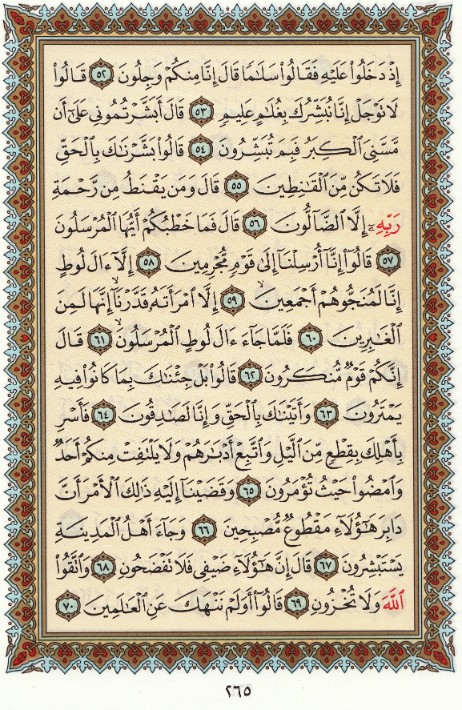 إِذْ دَخَلُوا۟ عَلَيْهِ فَقَالُوا۟ سَلَٰمًا قَالَ إِنَّا مِنكُمْ وَجِلُونَ ٥٢ قَالُوا۟
لَا تَوْجَلْ إِنَّا نُبَشِّرُكَ بِغُلَٰمٍ عَلِيمٍ ٥٣ قَالَ أَبَشَّرْتُمُونِى عَلَىٰٓ أَن
مَّسَّنِىَ ٱلْكِبَرُ فَبِمَ تُبَشِّرُونَ ٥٤ قَالُوا۟ بَشَّرْنَٰكَ بِٱلْحَقِّ
فَلَا تَكُن مِّنَ ٱلْقَٰنِطِينَ ٥٥ قَالَ وَمَن يَقْنَطُ مِن رَّحْمَةِ
رَبِّهِۦٓ إِلَّا ٱلضَّآلُّونَ ٥٦ قَالَ فَمَا خَطْبُكُمْ أَيُّهَا ٱلْمُرْسَلُونَ
٥٧ قَالُوٓا۟ إِنَّآ أُرْسِلْنَآ إِلَىٰ قَوْمٍ مُّجْرِمِينَ ٥٨ إِلَّآ ءَالَ لُوطٍ
إِنَّا لَمُنَجُّوهُمْ أَجْمَعِينَ ٥٩ إِلَّا ٱمْرَأَتَهُۥ قَدَّرْنَآ إِنَّهَا لَمِنَ
ٱلْغَٰبِرِينَ ٦٠ فَلَمَّا جَآءَ ءَالَ لُوطٍ ٱلْمُرْسَلُونَ ٦١ قَالَ
إِنَّكُمْ قَوْمٌ مُّنكَرُونَ ٦٢ قَالُوا۟ بَلْ جِئْنَٰكَ بِمَا كَانُوا۟ فِيهِ
يَمْتَرُونَ ٦٣ وَأَتَيْنَٰكَ بِٱلْحَقِّ وَإِنَّا لَصَٰدِقُونَ ٦٤ فَأَسْرِ
بِأَهْلِكَ بِقِطْعٍ مِّنَ ٱلَّيْلِ وَٱتَّبِعْ أَدْبَٰرَهُمْ وَلَا يَلْتَفِتْ مِنكُمْ أَحَدٌ
وَٱمْضُوا۟ حَيْثُ تُؤْمَرُونَ ٦٥ وَقَضَيْنَآ إِلَيْهِ ذَٰلِكَ ٱلْأَمْرَ أَنَّ
دَابِرَ هَٰٓؤُلَآءِ مَقْطُوعٌ مُّصْبِحِينَ ٦٦ وَجَآءَ أَهْلُ ٱلْمَدِينَةِ
يَسْتَبْشِرُونَ ٦٧ قَالَ إِنَّ هَٰٓؤُلَآءِ ضَيْفِى فَلَا تَفْضَحُونِ ٦٨ وَٱتَّقُوا۟
ٱللَّهَ وَلَا تُخْزُونِ ٦٩ قَالُوٓا۟ أَوَلَمْ نَنْهَكَ عَنِ ٱلْعَٰلَمِينَ ٧٠
٢٦٥